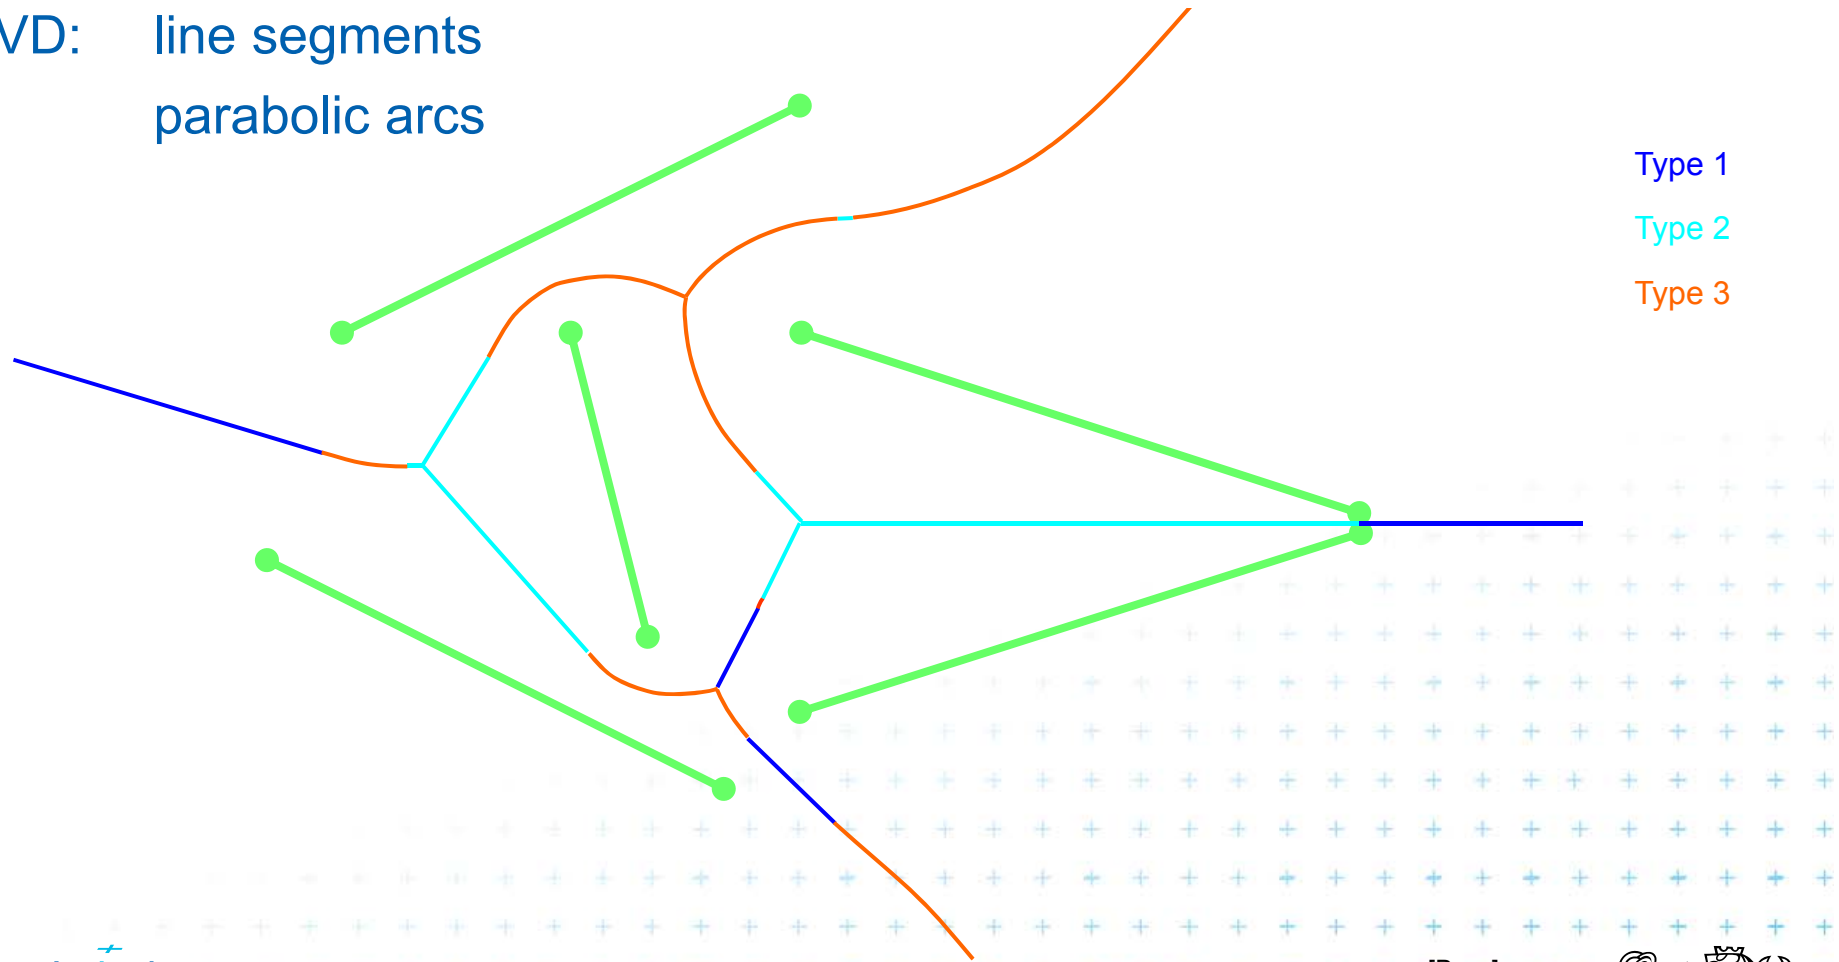 VD: line segments
parabolic arcs
Type 1
Type 2
Type 3